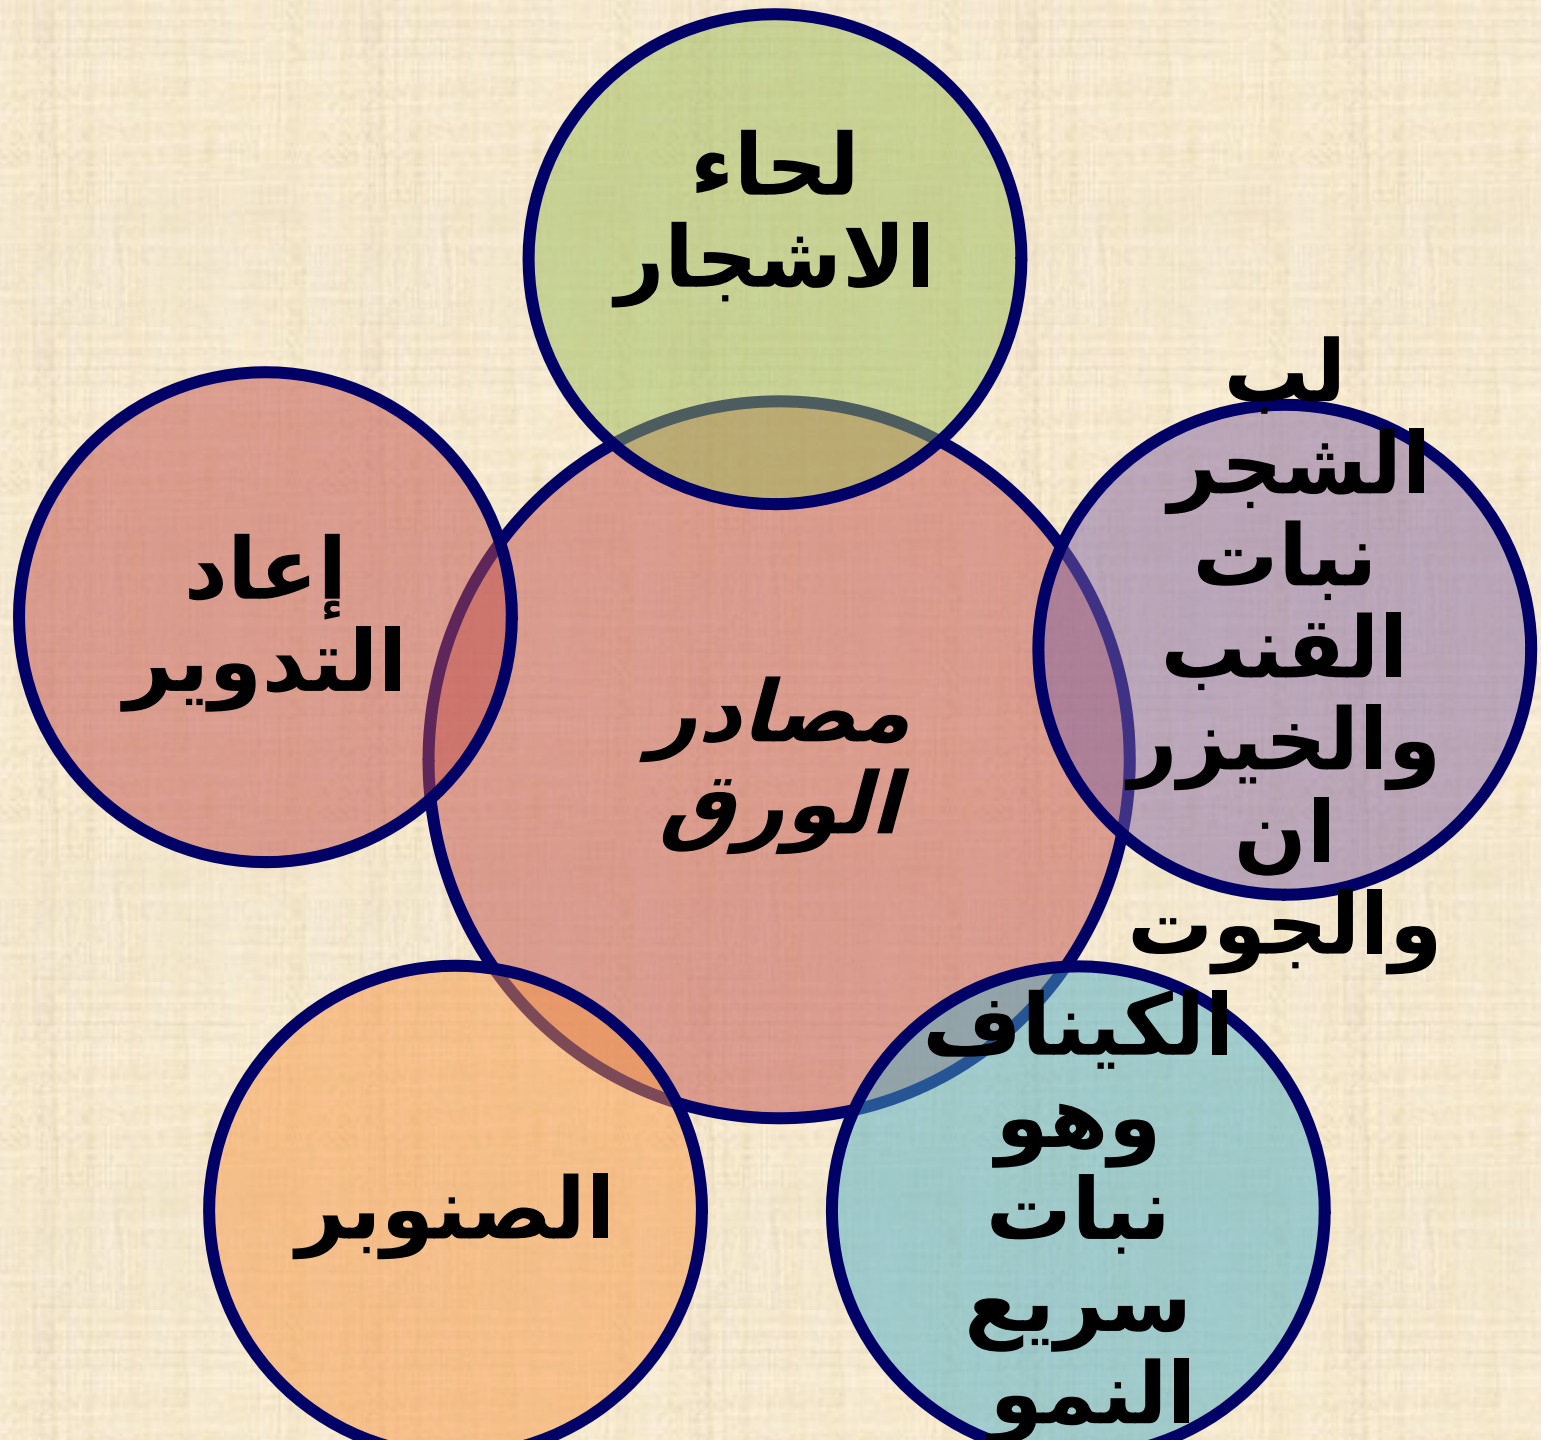 لحاء
الاشجار
لب
الشجر
نبات
القنب
والخيزر
ان
والجوت
الكيناف
وهو
نبات
سريع
النمو
الصنوبر
إعاد
التدوير
مصادر
الورق